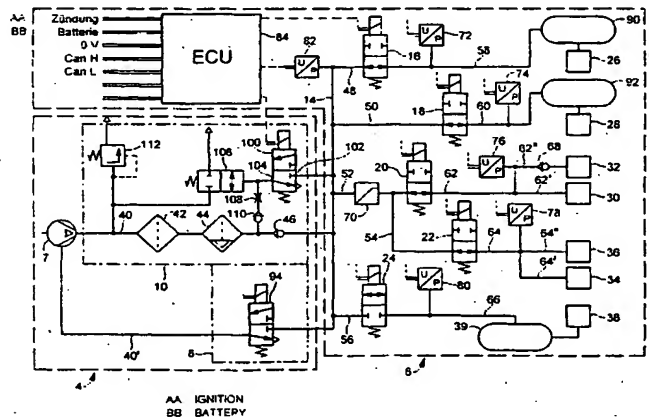 AA Zündung
BB Batterie
0 V
Can H
Can L
ECU
84
82
U
P
14
48
16
U
P
72
58
90
26
50
18
U
P
74
60
92
28
112
106
100
104
102
108
110
7
40
42
44
46
10
40'
94
8
4
52
70
20
U
P
76
62
62"
68
32
62'
30
54
22
U
P
78
64
64"
36
64'
34
24
56
U
P
80
66
39
38
6
AA IGNITION
BB BATTERY